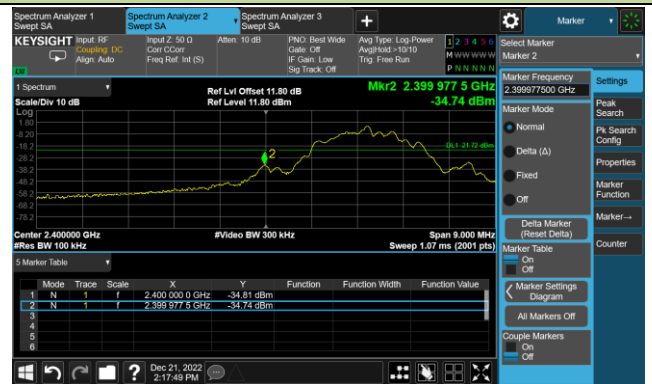 Spectrum Analyzer 1
Swept SA
Spectrum Analyzer 2
Swept SA
Spectrum Analyzer 3
Swept SA
+
Marker
KEYSIGHT
Input: RF
Coupling: DC
Align: Auto
Input Z: 50 Ω
Corr CCorr
Freq Ref: Int (S)
Atten: 10 dB
PNO: Best Wide
Gate: Off
IF Gain: Low
Sig Track: Off
Avg Type: Log-Power
Avg|Hold:>10/10
Trig: Free Run
1 2 3 4 5 6
M W W W W W
P N N N N N
LV
Select Marker
Marker 2
1 Spectrum
Scale/Div 10 dB
Log
Ref Lvl Offset 11.80 dB
Ref Level 11.80 dBm
Mkr2 2.399 977 5 GHz
-34.74 dBm
1.80
-8.20
-18.2
-28.2
-38.2
-48.2
-58.2
-68.2
-78.2
DL1 -21.72 dBm
2
Center 2.400000 GHz
#Res BW 100 kHz
#Video BW 300 kHz
Span 9.000 MHz
Sweep 1.07 ms (2001 pts)
5 Marker Table
Mode Trace Scale X Y Function Function Width Function Value
1 N 1 f 2.400 000 0 GHz -34.81 dBm
2 N 1 f 2.399 977 5 GHz -34.74 dBm
3
4
5
6
Marker Frequency
2.399977500 GHz
Marker Mode
Normal
Delta (Δ)
Fixed
Off
Delta Marker
(Reset Delta)
Marker Table
On
Off
Marker Settings
Diagram
All Markers Off
Couple Markers
On
Off
Settings
Peak
Search
Pk Search
Config
Properties
Marker
Function
Marker→
Counter
?
Dec 21, 2022
2:17:49 PM